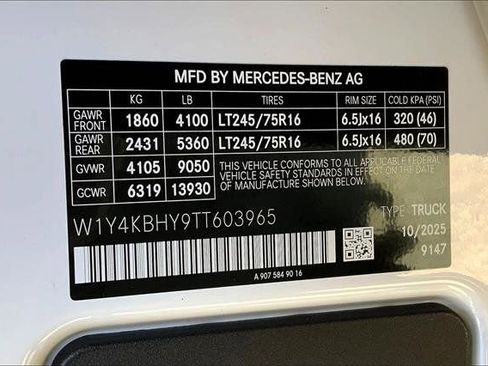 MFD BY MERCEDES-BENZ AG
KG LB TIRES RIM SIZE COLD KPA (PSI)
GAWR FRONT 1860 4100 LT245/75R16 6.5Jx16 320 (46)
GAWR REAR 2431 5360 LT245/75R16 6.5Jx16 480 (70)
GVWR 4105 9050 THIS VEHICLE CONFORMS TO ALL APPLICABLE FEDERAL
MOTOR VEHICLE SAFETY STANDARDS IN EFFECT ON THE DATE
GCWR 6319 13930 OF MANUFACTURE SHOWN ABOVE.
W1Y4KBHY9TT603965
TYPE TRUCK
10/2025
9147
A 907 584 90 16